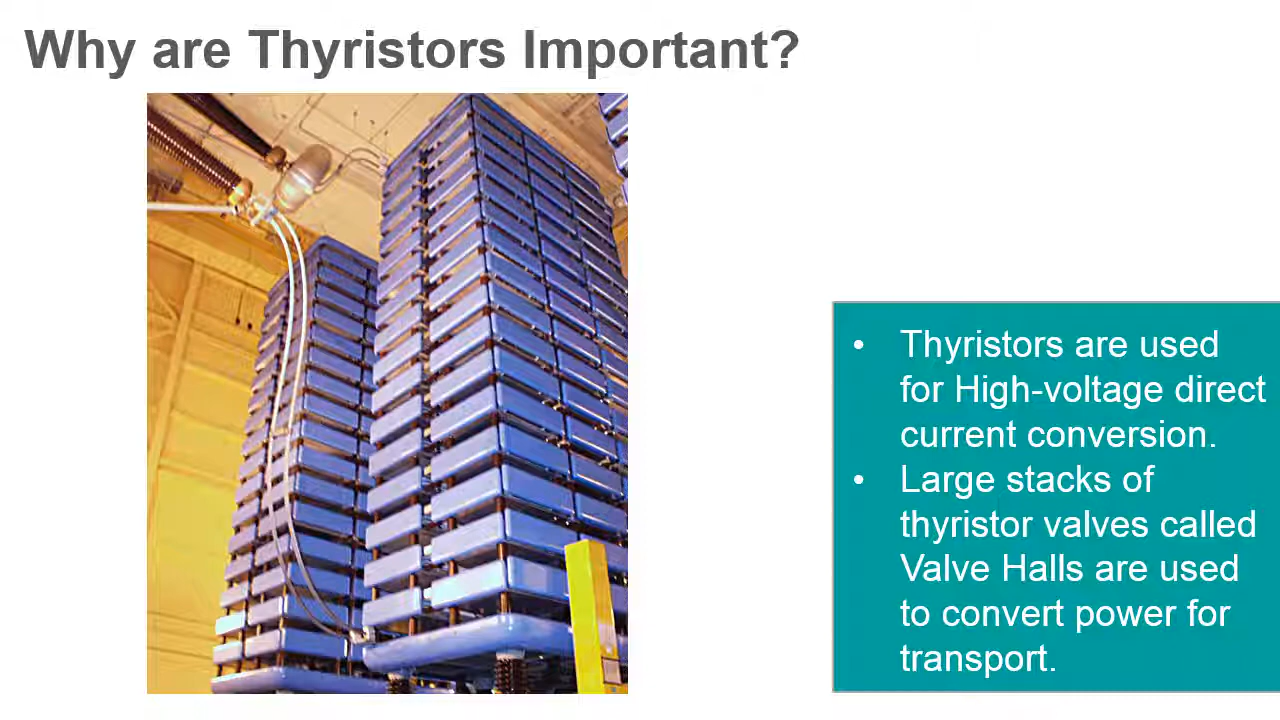 Why are Thyristors Important?
• Thyristors are used
for High-voltage direct
current conversion.
• Large stacks of
thyristor valves called
Valve Halls are used
to convert power for
transport.